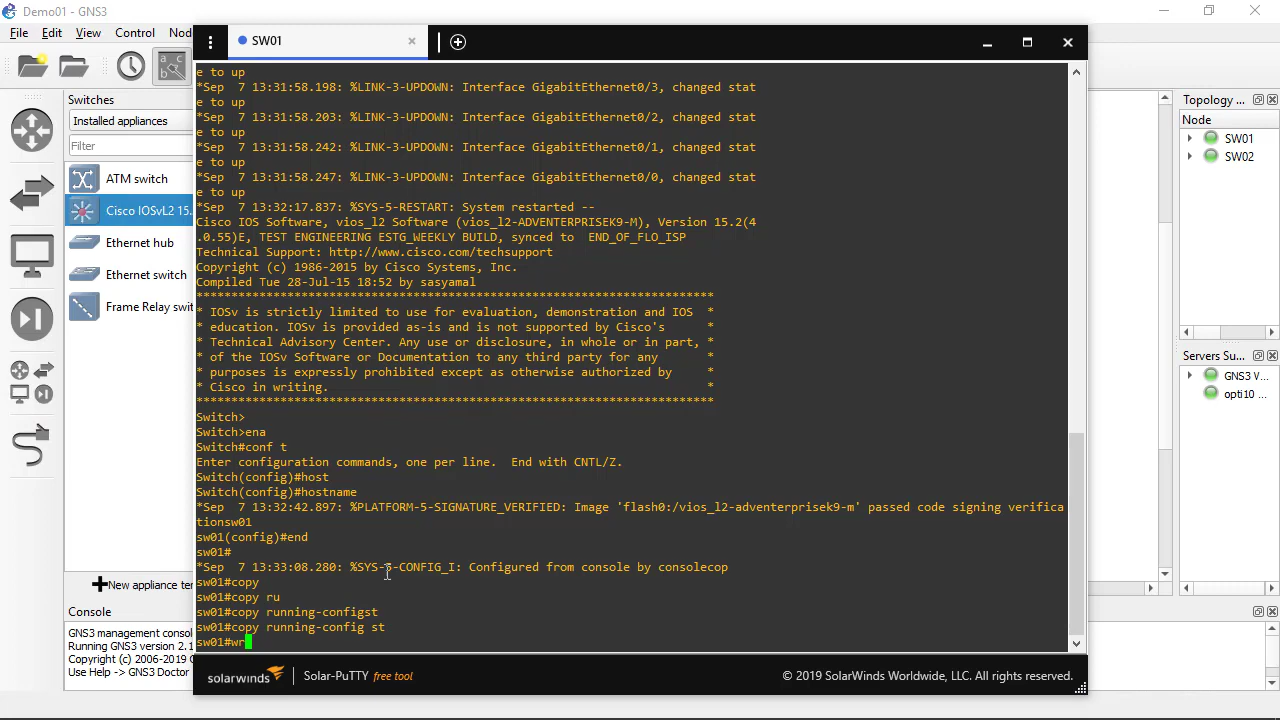 Demo01 - GNS3
File Edit View Control Nod
SW01
Switches
Installed appliances
Filter
ATM switch
Cisco IOSvL2 15.
Ethernet hub
Ethernet switch
Frame Relay swit
New appliance tem
Console
GNS3 management consol
Running GNS3 version 2.1
Copyright (c) 2006-2019 G
Use Help -> GNS3 Doctor
e to up
*Sep  7 13:31:58.198: %LINK-3-UPDOWN: Interface GigabitEthernet0/3, changed stat
e to up
*Sep  7 13:31:58.203: %LINK-3-UPDOWN: Interface GigabitEthernet0/2, changed stat
e to up
*Sep  7 13:31:58.242: %LINK-3-UPDOWN: Interface GigabitEthernet0/1, changed stat
e to up
*Sep  7 13:31:58.247: %LINK-3-UPDOWN: Interface GigabitEthernet0/0, changed stat
e to up
*Sep  7 13:32:17.837: %SYS-5-RESTART: System restarted --
Cisco IOS Software, vios_l2 Software (vios_l2-ADVENTERPRISEK9-M), Version 15.2(4
.0.55)E, TEST ENGINEERING ESTG_WEEKLY BUILD, synced to  END_OF_FLO_ISP
Technical Support: http://www.cisco.com/techsupport
Copyright (c) 1986-2015 by Cisco Systems, Inc.
Compiled Tue 28-Jul-15 18:52 by sasyamal
**************************************************************************
* IOSv is strictly limited to use for evaluation, demonstration and IOS  *
* education. IOSv is provided as-is and is not supported by Cisco's      *
* Technical Advisory Center. Any use or disclosure, in whole or in part, *
* of the IOSv Software or Documentation to any third party for any       *
* purposes is expressly prohibited except as otherwise authorized by     *
* Cisco in writing.                                                      *
**************************************************************************
Switch>
Switch>ena
Switch#conf t
Enter configuration commands, one per line.  End with CNTL/Z.
Switch(config)#host
Switch(config)#hostname
*Sep  7 13:32:42.897: %PLATFORM-5-SIGNATURE_VERIFIED: Image 'flash0:/vios_l2-adventerprisek9-m' passed code signing verifica
tionsw01
sw01(config)#end
sw01#
*Sep  7 13:33:08.280: %SYS-5-CONFIG_I: Configured from console by consolecop
sw01#copy
sw01#copy ru
sw01#copy running-configst
sw01#copy running-config st
sw01#wr
solarwinds Solar-PuTTY free tool © 2019 SolarWinds Worldwide, LLC. All rights reserved.
Topology ...
Node
SW01
SW02
Servers Su...
GNS3 V...
opti10 ...